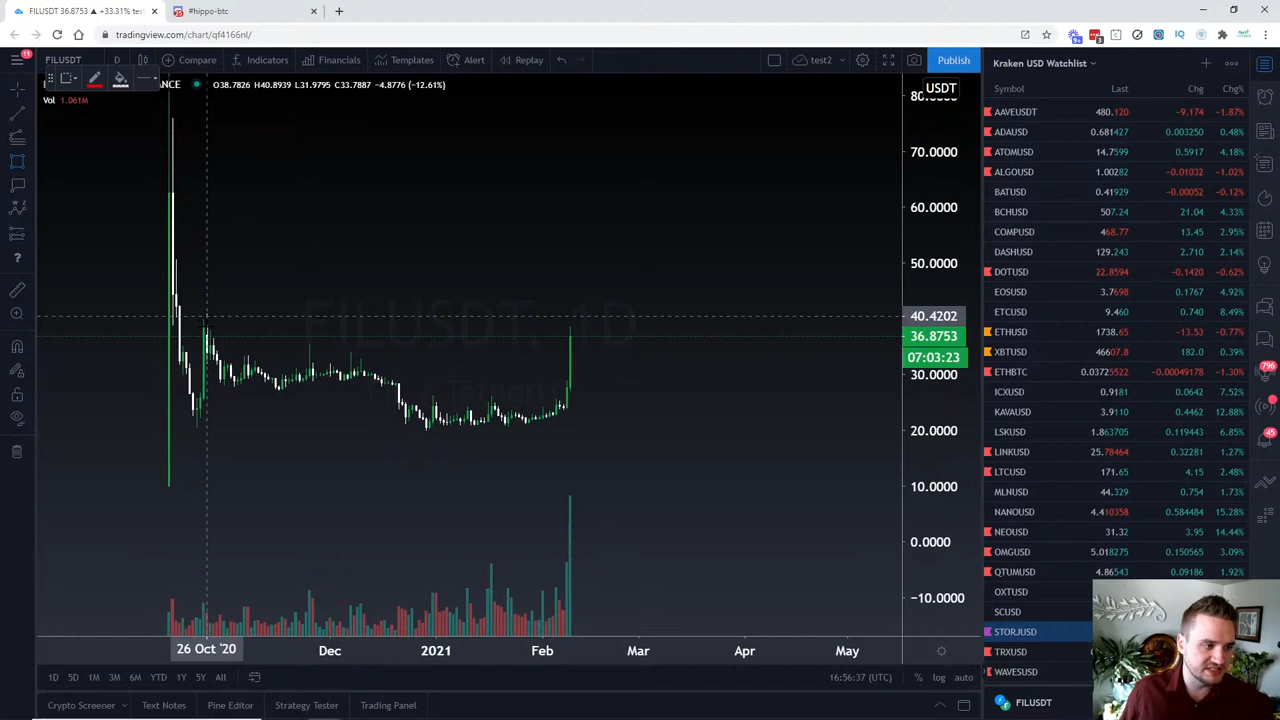 FILUSDT 36.8753 ▲ +33.31% tes
#hippo-btc
tradingview.com/chart/qf4166nl/
11
FILUSDT
D
Compare
Indicators
Financials
Templates
Alert
Replay
test2
Publish
ANCE
O38.7826 H40.8939 L31.9795 C33.7887 −4.8776 (−12.61%)
Vol 1.061M
USDT
FILUSDT, 1D
80.0000
70.0000
60.0000
50.0000
40.4202
36.8753
07:03:23
30.0000
20.0000
10.0000
0.0000
−10.0000
26 Oct '20
Dec
2021
Feb
Mar
Apr
May
1D 5D 1M 3M 6M YTD 1Y 5Y All
16:56:37 (UTC)
% log auto
Crypto Screener
Text Notes
Pine Editor
Strategy Tester
Trading Panel
Kraken USD Watchlist
Symbol Last Chg Chg%
AAVEUSDT 480.120 −9.174 −1.87%
ADAUSD 0.681427 0.003250 0.48%
ATOMUSD 14.7599 0.5917 4.18%
ALGOUSD 1.00282 −0.01032 −1.02%
BATUSD 0.41929 −0.00052 −0.12%
BCHUSD 507.24 21.04 4.33%
COMPUSD 468.77 13.45 2.95%
DASHUSD 129.243 2.710 2.14%
DOTUSD 22.8594 −0.1420 −0.62%
EOSUSD 3.7698 0.1767 4.92%
ETCUSD 9.460 0.740 8.49%
ETHUSD 1738.65 −13.53 −0.77%
XBTUSD 46607.8 182.0 0.39%
ETHBTC 0.03725522 −0.00049178 −1.30%
ICXUSD 0.9181 0.0642 7.52%
KAVAUSD 3.9110 0.4462 12.88%
LSKUSD 1.863705 0.119443 6.85%
LINKUSD 25.78464 0.32281 1.27%
LTCUSD 171.65 4.15 2.48%
MLNUSD 44.329 0.754 1.73%
NANOUSD 4.410358 0.584484 15.28%
NEOUSD 31.32 3.95 14.44%
OMGUSD 5.018275 0.150565 3.09%
QTUMUSD 4.86543 0.09186 1.92%
OXTUSD
SCUSD
STORJUSD
TRXUSD
WAVESUSD
FILUSDT
796
45